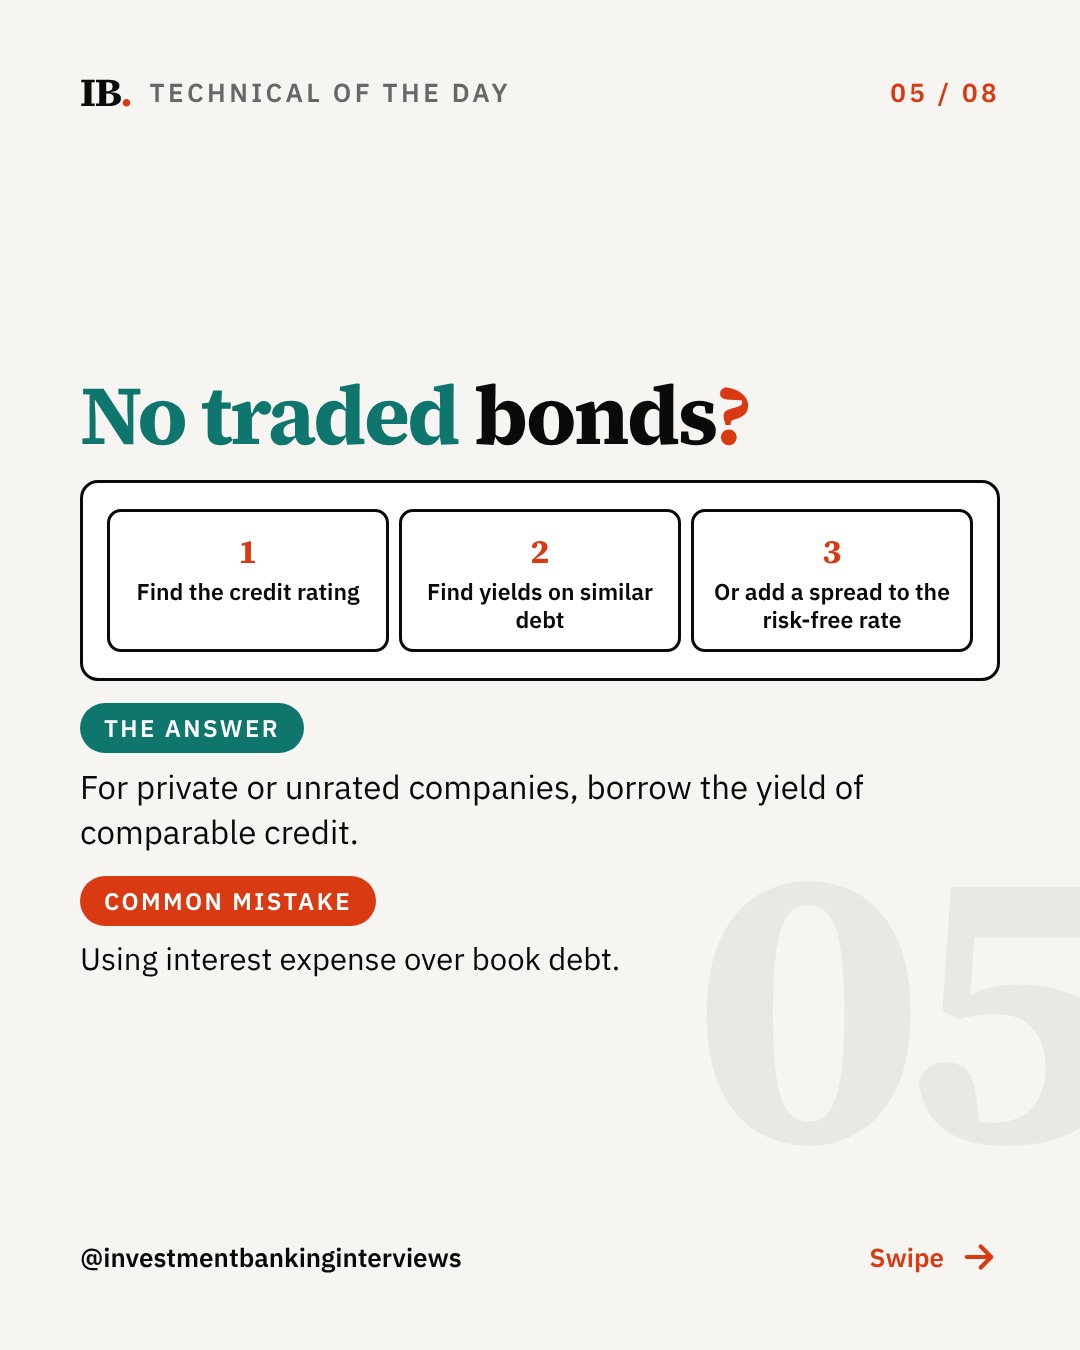 IB. TECHNICAL OF THE DAY
05 / 08
No traded bonds?
1
Find the credit rating
2
Find yields on similar
debt
3
Or add a spread to the
risk-free rate
THE ANSWER
For private or unrated companies, borrow the yield of
comparable credit.
COMMON MISTAKE
Using interest expense over book debt.
05
@investmentbankinginterviews
Swipe →